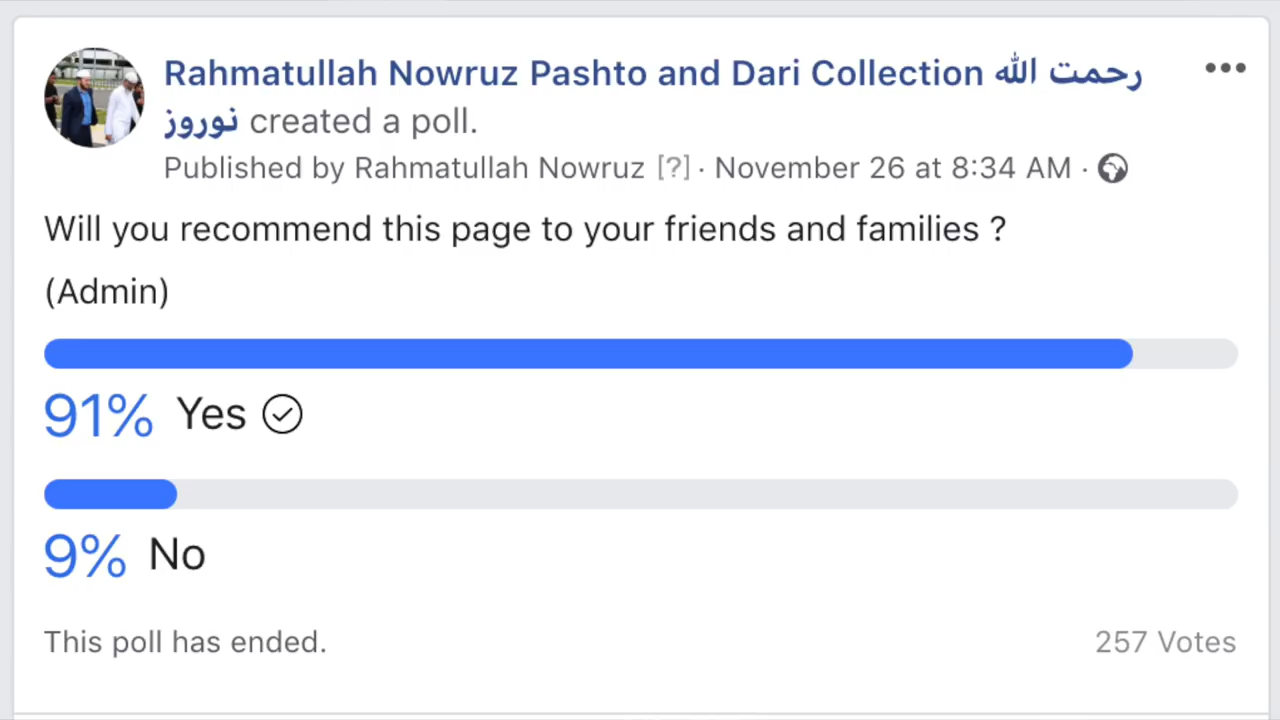 Rahmatullah Nowruz Pashto and Dari Collection رحمت الله
نوروز created a poll.
Published by Rahmatullah Nowruz [?] · November 26 at 8:34 AM ·
Will you recommend this page to your friends and families ?
(Admin)
91% Yes
9% No
This poll has ended. 257 Votes